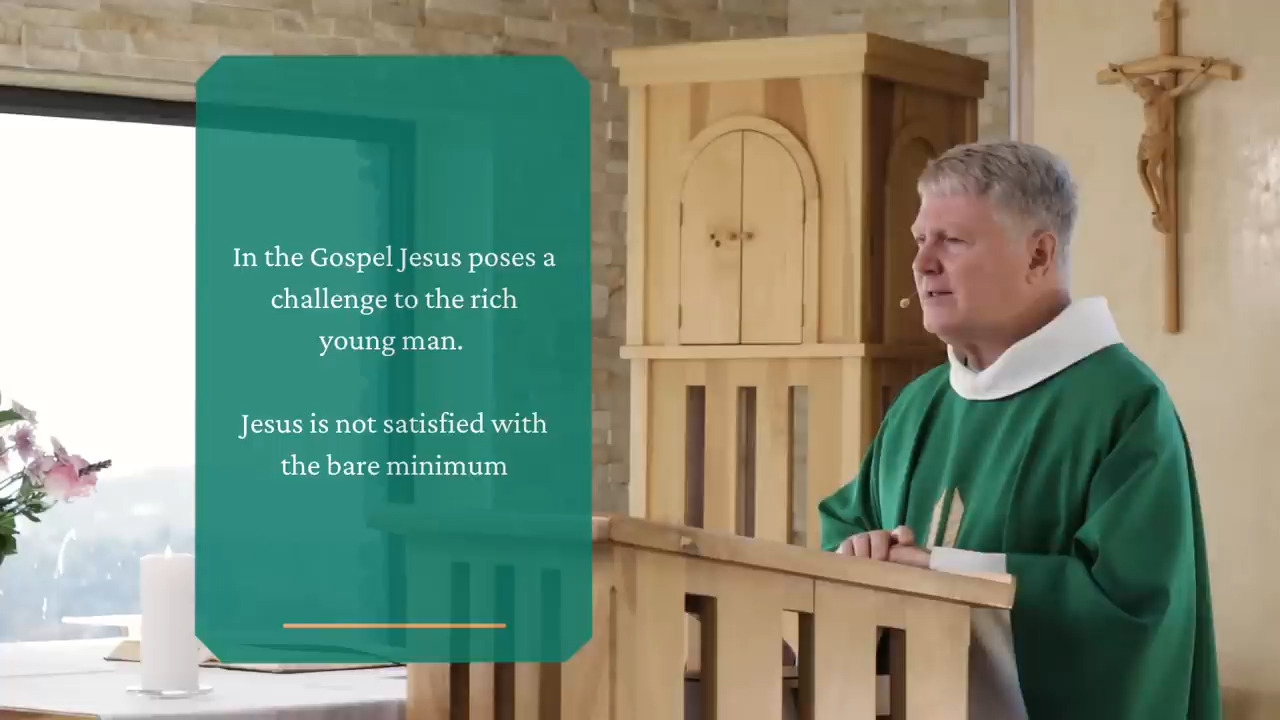 In the Gospel Jesus poses a
challenge to the rich
young man.
Jesus is not satisfied with
the bare minimum